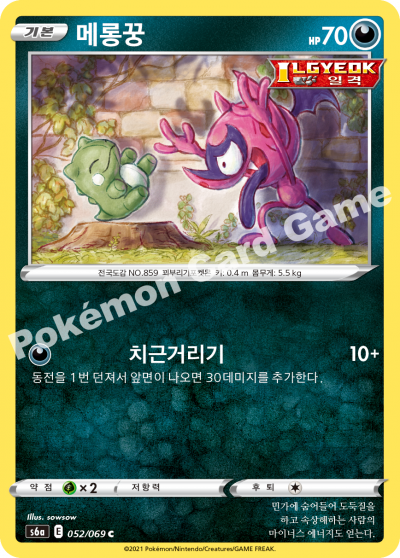 기본 메롱꿍 HP 70
ILGYEOK
일격
전국도감 NO.859 꾀부리기포켓몬 키: 0.4 m 몸무게: 5.5 kg
Pokémon Card Game
치근거리기 10+
동전을 1번 던져서 앞면이 나오면 30데미지를 추가한다.
약점 ×2 저항력 후퇴
Illus. sowsow
s6a E 052/069 C
민가에 숨어들어 도둑질을
하고 속상해하는 사람의
마이너스 에너지도 얻는다.
©2021 Pokémon/Nintendo/Creatures/GAME FREAK.